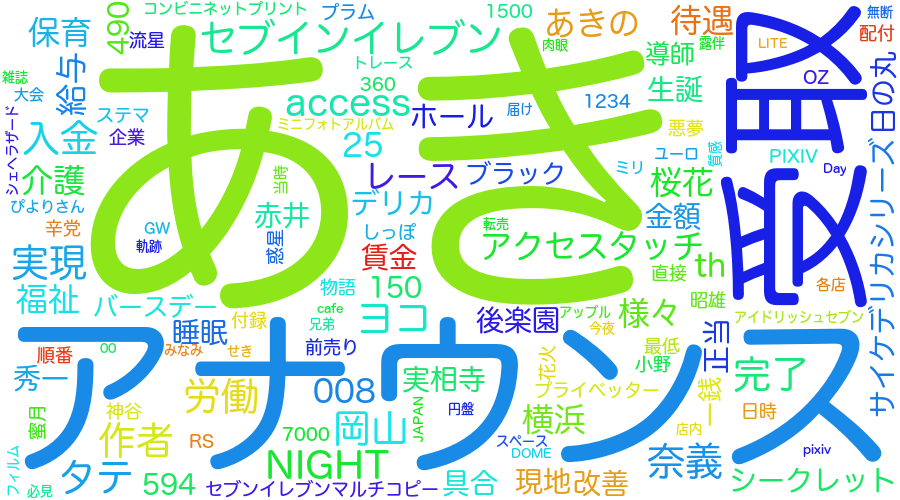 コンビニネットプリント
プラム
1500
あきの
待遇
無断
配付
490
流星
セブンイレブン
肉眼
導師
露伴
LITE
保育
雑誌
大会
ステマ
給与
トレース
360
access
ホール
届け
1234
生誕
OZ
日の丸
取
受
あき
入金
企業
ミニフォトアルバム
25
悪夢
質感
ユーロ
PIXIV
シェヘラザード
介護
ぴよりさん
当時
レース
ブラック
ミリ
桜花
Day
辛党
GW
軌跡
赤井
デリカ
転売
金額
実現
惑星
しっぽ
アクセスタッチ
賃金
直接
th
各店
福祉
バースデー
物語
150
昭雄
サイケデリカシリーズ
cafe
兄弟
付録
ヨコ
後楽園
アップル
今夜
様々
アイドリッシュセブン
睡眠
00
順番
みなみ
せき
前売り
最低
小野
正当
アナウンス
秀一
労働
008
実相寺
花火
プライベッター
完了
蜜月
神谷
作者
RS
7000
岡山
JAPAN
円盤
横浜
一銭
日時
店内
フィルム
必見
タテ
594
NIGHT
スペース
DOME
奈義
pixiv
セブンイレブンマルチコピー
具合
現地改善
シークレット